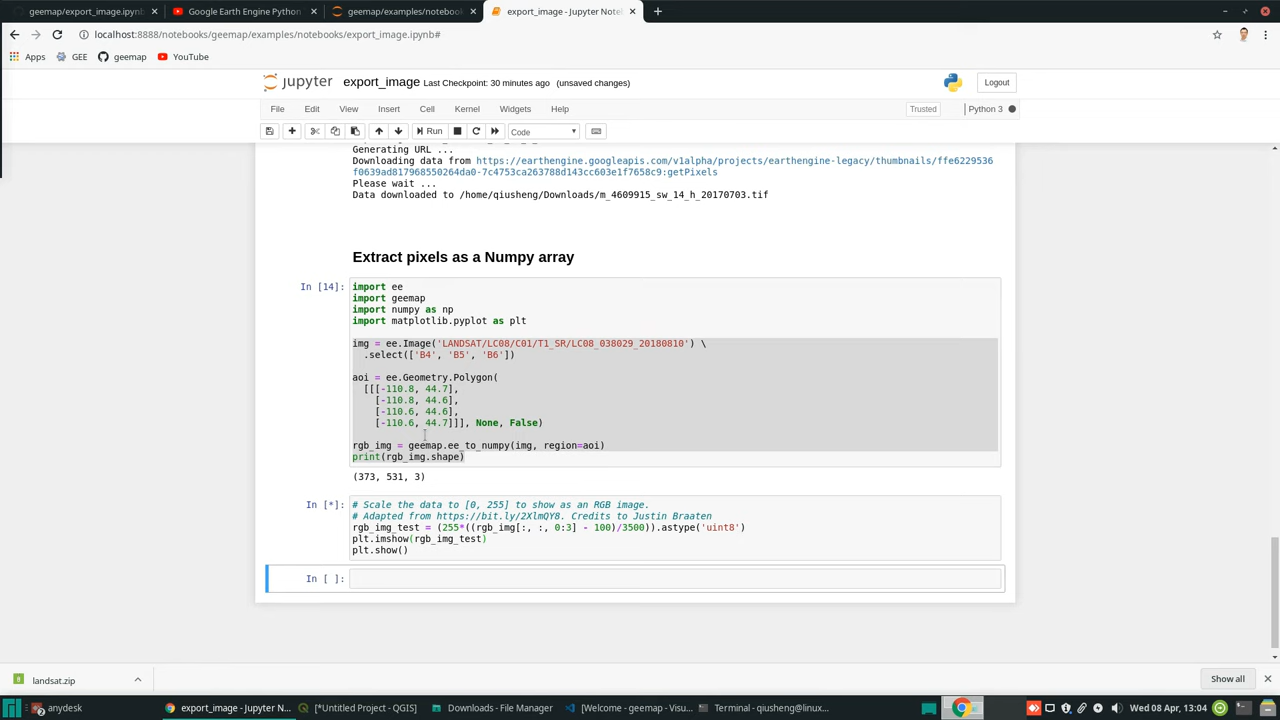 geemap/examples/export_image.ipynb
Google Earth Engine Python
geemap/examples/notebook
export_image - Jupyter Note
localhost:8888/notebooks/geemap/examples/notebooks/export_image.ipynb#
Apps
GEE
geemap
YouTube
jupyter
export_image Last Checkpoint: 30 minutes ago (unsaved changes)
Logout
File Edit View Insert Cell Kernel Widgets Help
Trusted
Python 3
Run
Code
Generating URL ...
Downloading data from https://earthengine.googleapis.com/v1alpha/projects/earthengine-legacy/thumbnails/ffe6229536
f0639ad817968550264da0-7c4753ca263788d143cc603e1f7658c9:getPixels
Please wait ...
Data downloaded to /home/qiusheng/Downloads/m_4609915_sw_14_h_20170703.tif
Extract pixels as a Numpy array
In [14]:
import ee
import geemap
import numpy as np
import matplotlib.pyplot as plt
img = ee.Image('LANDSAT/LC08/C01/T1_SR/LC08_038029_20180810') \
.select(['B4', 'B5', 'B6'])
aoi = ee.Geometry.Polygon(
[[[-110.8, 44.7],
[-110.8, 44.6],
[-110.6, 44.6],
[-110.6, 44.7]]], None, False)
rgb_img = geemap.ee_to_numpy(img, region=aoi)
print(rgb_img.shape)
(373, 531, 3)
In [*]:
# Scale the data to [0, 255] to show as an RGB image.
# Adapted from https://bit.ly/2XlmQY8. Credits to Justin Braaten
rgb_img_test = (255*((rgb_img[:, :, 0:3] - 100)/3500)).astype('uint8')
plt.imshow(rgb_img_test)
plt.show()
In [ ]:
landsat.zip
Show all
anydesk
export_image - Jupyter N...
[*Untitled Project - QGIS]
Downloads - File Manager
[Welcome - geemap - Visu...
Terminal - qiusheng@linux...
Wed 08 Apr, 13:04